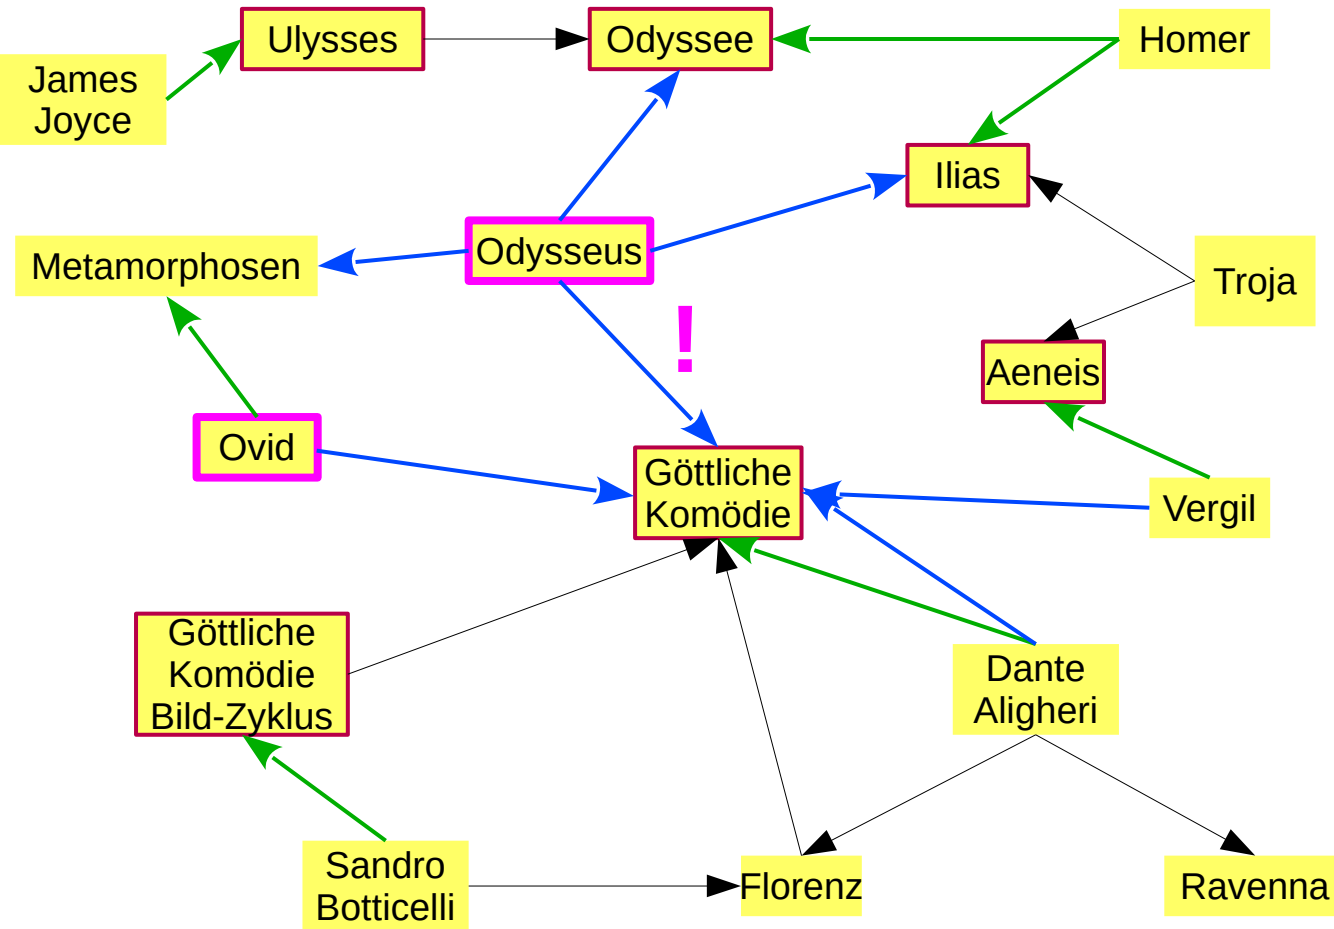 Ulysses
Odyssee
Homer
James
Joyce
Ilias
Odysseus
Metamorphosen
Troja
!
Aeneis
Ovid
Göttliche
Komödie
Vergil
Göttliche
Komödie
Bild-Zyklus
Dante
Aligheri
Sandro
Botticelli
Florenz
Ravenna